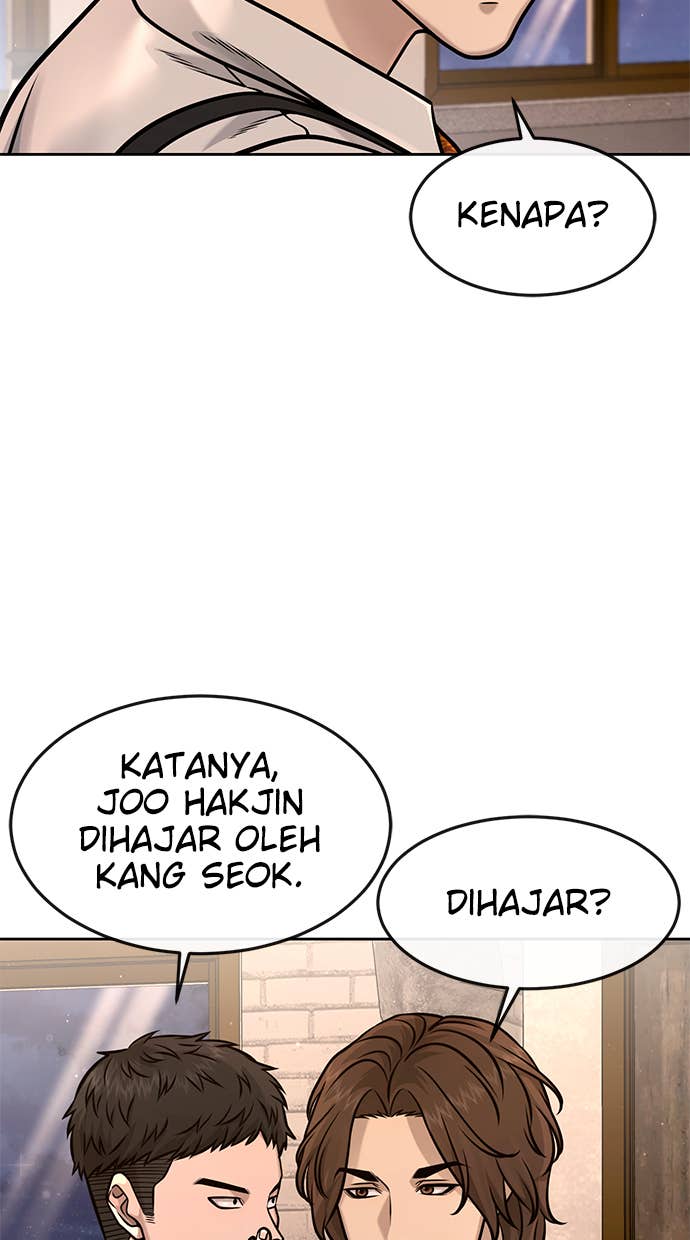 KENAPA?
KATANYA,
JOO HAKJIN
DIHAJAR OLEH
KANG SEOK.
DIHAJAR?